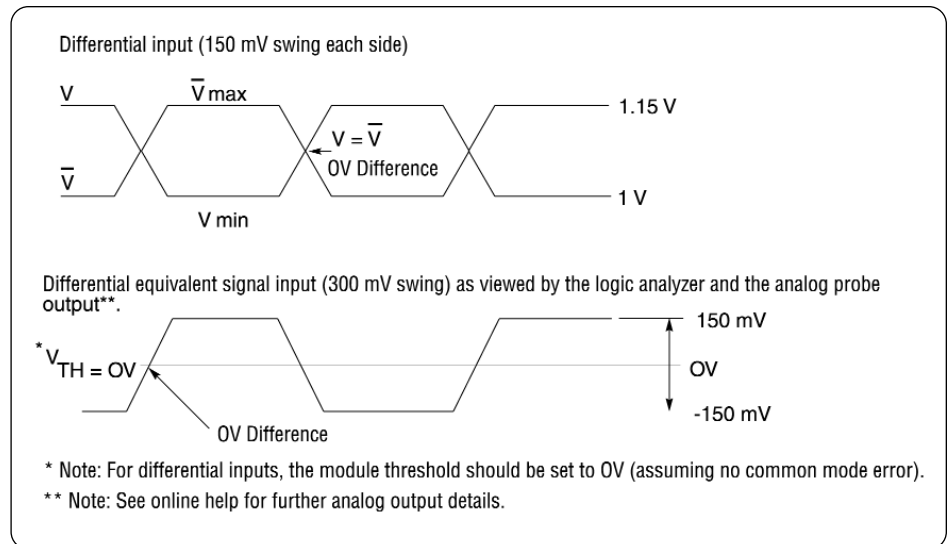 Differential input (150 mV swing each side)
V
V̅ max
1.15 V
V = V̅
OV Difference
V̅
1 V
V min
Differential equivalent signal input (300 mV swing) as viewed by the logic analyzer and the analog probe
output**.
150 mV
*VTH = OV
OV
-150 mV
OV Difference
* Note: For differential inputs, the module threshold should be set to OV (assuming no common mode error).
** Note: See online help for further analog output details.